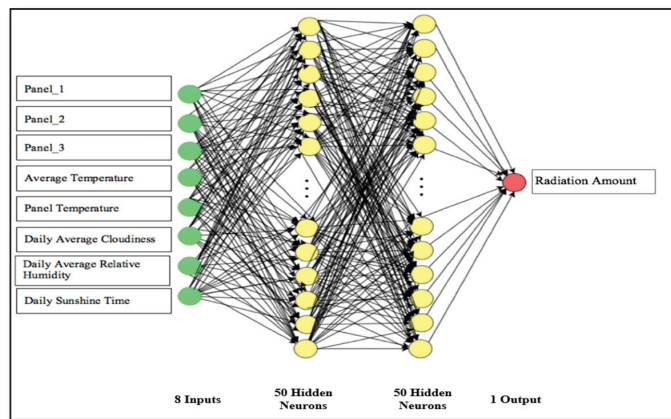 Panel_1
Panel_2
Panel_3
Average Temperature
Panel Temperature
Daily Average Cloudiness
Daily Average Relative
Humidity
Daily Sunshine Time
Radiation Amount
8 Inputs
50 Hidden
Neurons
50 Hidden
Neurons
1 Output